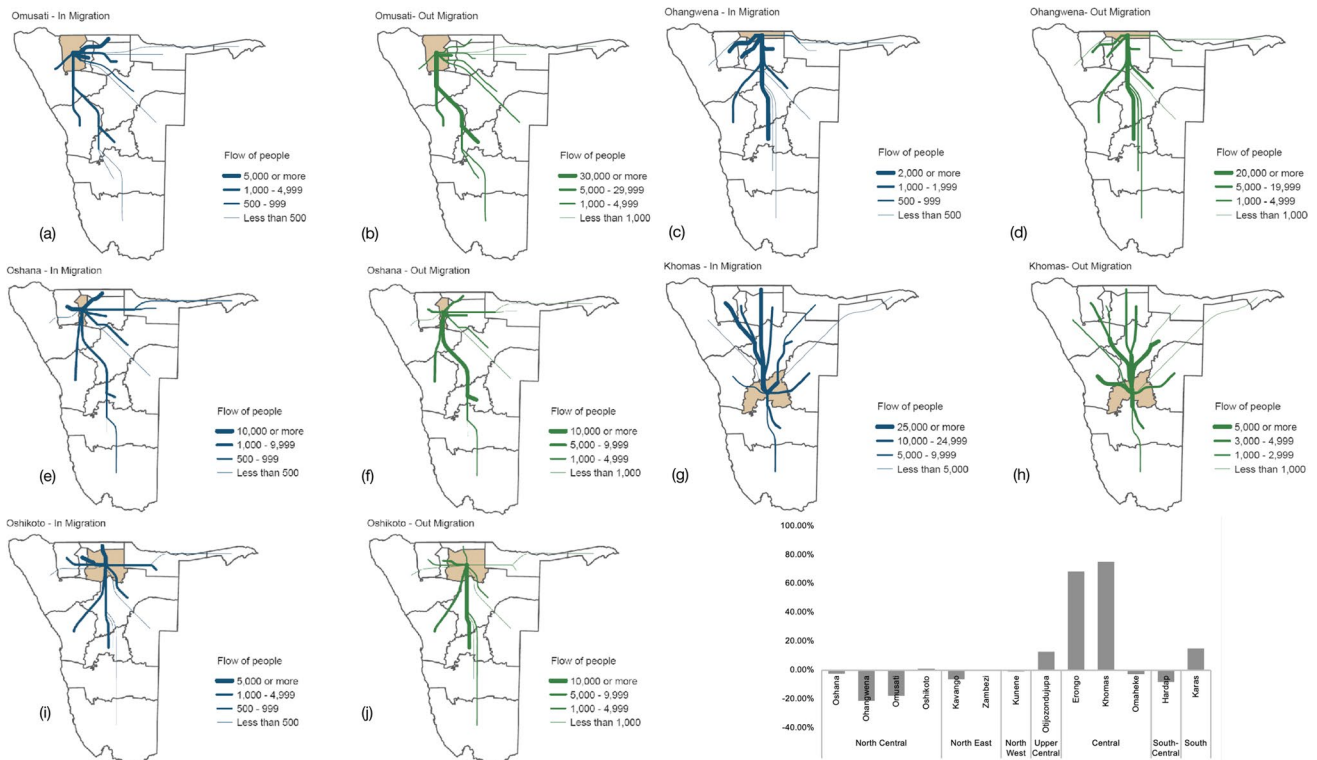 Omusati - In Migration
Flow of people
5,000 or more
1,000 - 4,999
500 - 999
Less than 500
(a)
Omusati- Out Migration
Flow of people
30,000 or more
5,000 - 29,999
1,000 - 4,999
Less than 1,000
(b)
Ohangwena - In Migration
Flow of people
2,000 or more
1,000 - 1,999
500 - 999
Less than 500
(c)
Ohangwena- Out Migration
Flow of people
20,000 or more
5,000 - 19,999
1,000 - 4,999
Less than 1,000
(d)
Oshana - In Migration
Flow of people
10,000 or more
1,000 - 9,999
500 - 999
Less than 500
(e)
Oshana - Out Migration
Flow of people
10,000 or more
5,000 - 9,999
1,000 - 4,999
Less than 1,000
(f)
Khomas - In Migration
Flow of people
25,000 or more
10,000 - 24,999
5,000 - 9,999
Less than 5,000
(g)
Khomas- Out Migration
Flow of people
5,000 or more
3,000 - 4,999
1,000 - 2,999
Less than 1,000
(h)
Oshikoto - In Migration
Flow of people
5,000 or more
1,000 - 4,999
500 - 999
Less than 500
(i)
Oshikoto - Out Migration
Flow of people
10,000 or more
5,000 - 9,999
1,000 - 4,999
Less than 1,000
(j)
100.00%
80.00%
60.00%
40.00%
20.00%
0.00%
-20.00%
-40.00%
Oshana
Ohangwena
Omusati
Oshikoto
Kavango
Zambezi
Kunene
Otijozondujupa
Erongo
Khomas
Omaheke
Hardap
Karas
North Central
North East
North
West
Upper
Central
Central
South-
Central
South